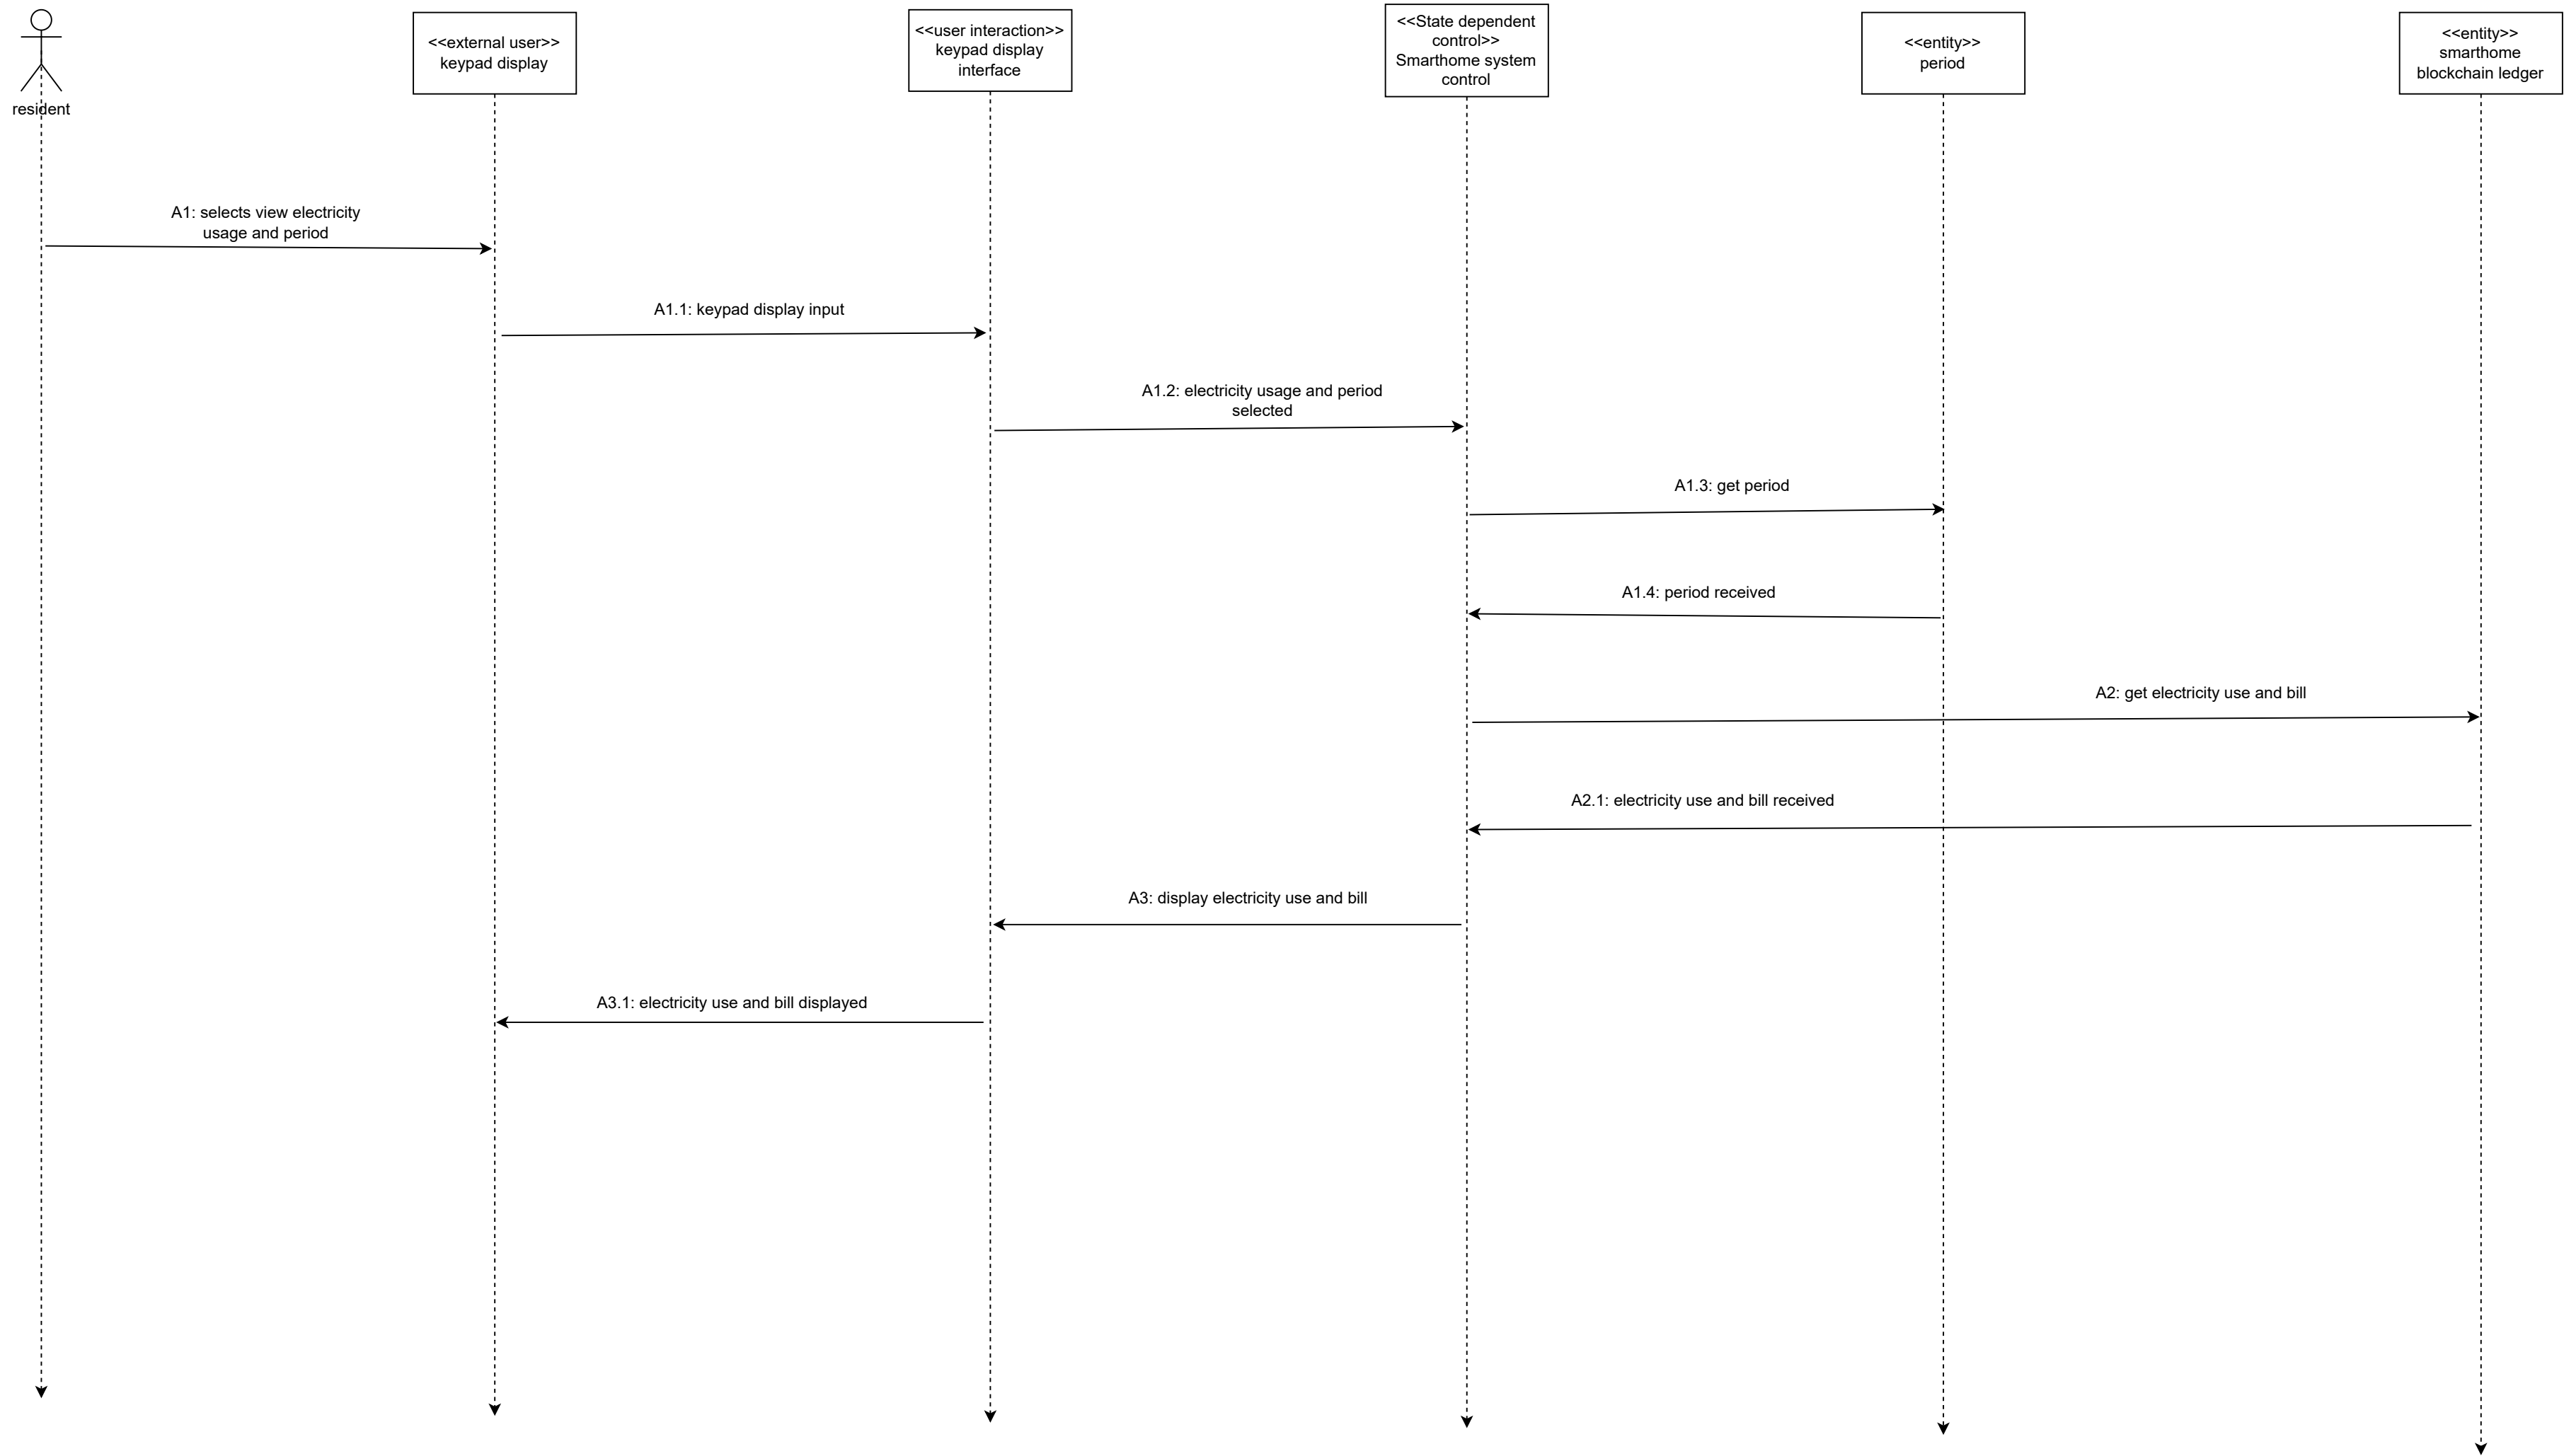 resident
<<external user>>
keypad display
<<user interaction>>
keypad display
interface
<<State dependent
control>>
Smarthome system
control
<<entity>>
period
<<entity>>
smarthome
blockchain ledger
A1: selects view electricity
usage and period
A1.1: keypad display input
A1.2: electricity usage and period
selected
A1.3: get period
A1.4: period received
A2: get electricity use and bill
A2.1: electricity use and bill received
A3: display electricity use and bill
A3.1: electricity use and bill displayed